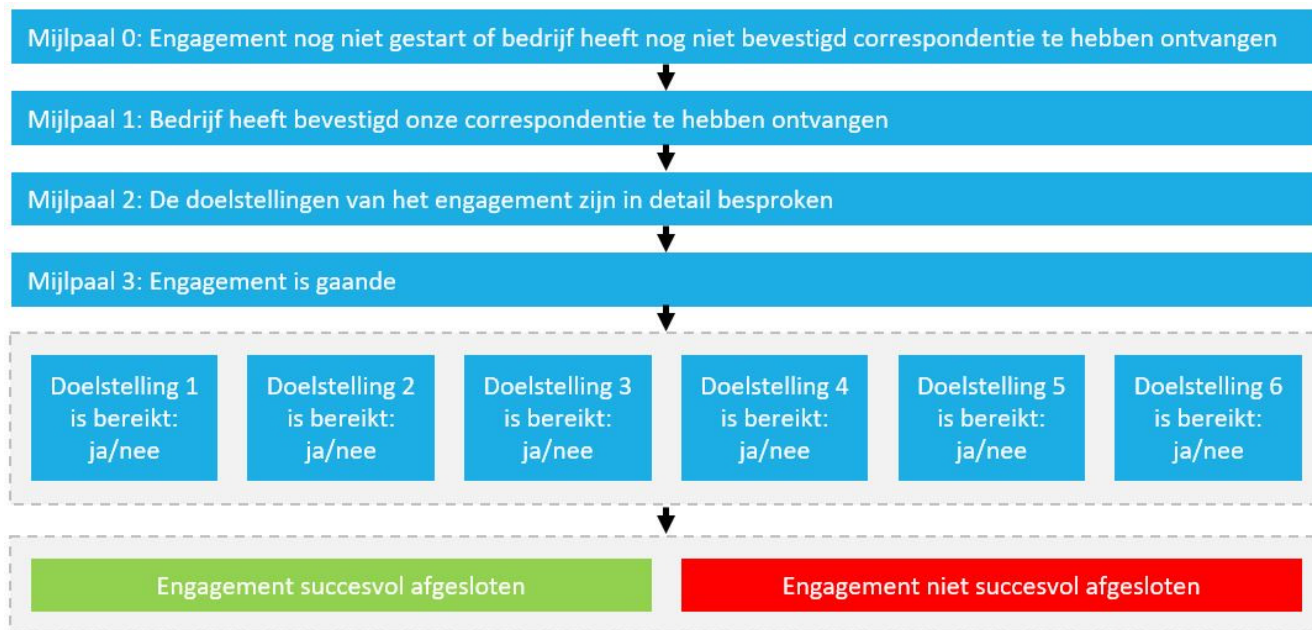 Mijlpaal 0: Engagement nog niet gestart of bedrijf heeft nog niet bevestigd correspondentie te hebben ontvangen
Mijlpaal 1: Bedrijf heeft bevestigd onze correspondentie te hebben ontvangen
Mijlpaal 2: De doelstellingen van het engagement zijn in detail besproken
Mijlpaal 3: Engagement is gaande
Doelstelling 1
is bereikt:
ja/nee
Doelstelling 2
is bereikt:
ja/nee
Doelstelling 3
is bereikt:
ja/nee
Doelstelling 4
is bereikt:
ja/nee
Doelstelling 5
is bereikt:
ja/nee
Doelstelling 6
is bereikt:
ja/nee
Engagement succesvol afgesloten
Engagement niet succesvol afgesloten